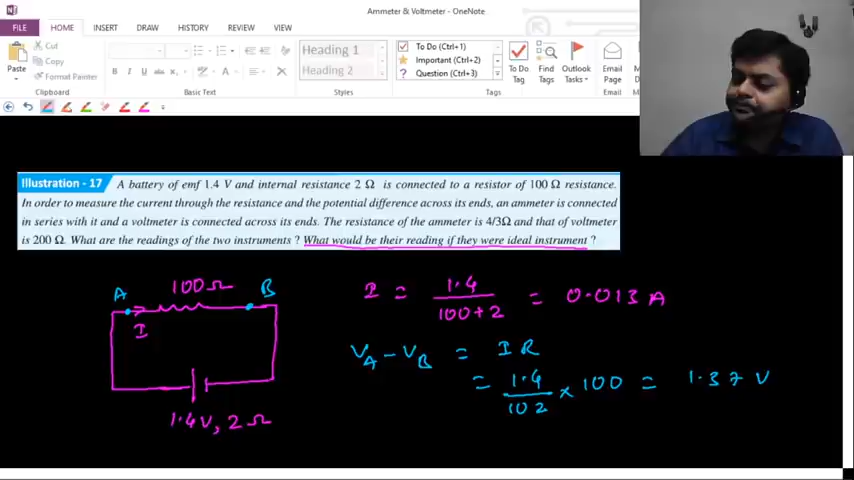 Ammeter & Voltmeter - OneNote
FILE HOME INSERT DRAW HISTORY REVIEW VIEW
Paste
Cut
Copy
Format Painter
Clipboard
B I U
Basic Text
Heading 1
Heading 2
Styles
To Do (Ctrl+1)
Important (Ctrl+2)
Question (Ctrl+3)
Tags
To Do Tag
Find Tags
Outlook Tasks
Email Page
Email
Me
Illustration - 17 A battery of emf 1.4 V and internal resistance 2 Ω is connected to a resistor of 100 Ω resistance.
In order to measure the current through the resistance and the potential difference across its ends, an ammeter is connected
in series with it and a voltmeter is connected across its ends. The resistance of the ammeter is 4/3Ω and that of voltmeter
is 200 Ω. What are the readings of the two instruments ? What would be their reading if they were ideal instrument ?
A 100Ω B
I
1.4V, 2Ω
I = 1.4 / 100+2 = 0.013 A
VA - VB = IR
= 1.4 / 102 × 100 = 1.37 V